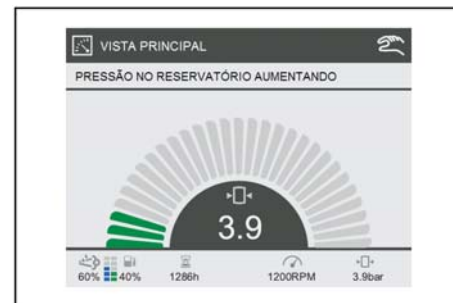 VISTA PRINCIPAL
PRESSÃO NO RESERVATÓRIO AUMENTANDO
3.9
60% 40% 1286h 1200RPM 3.9bar